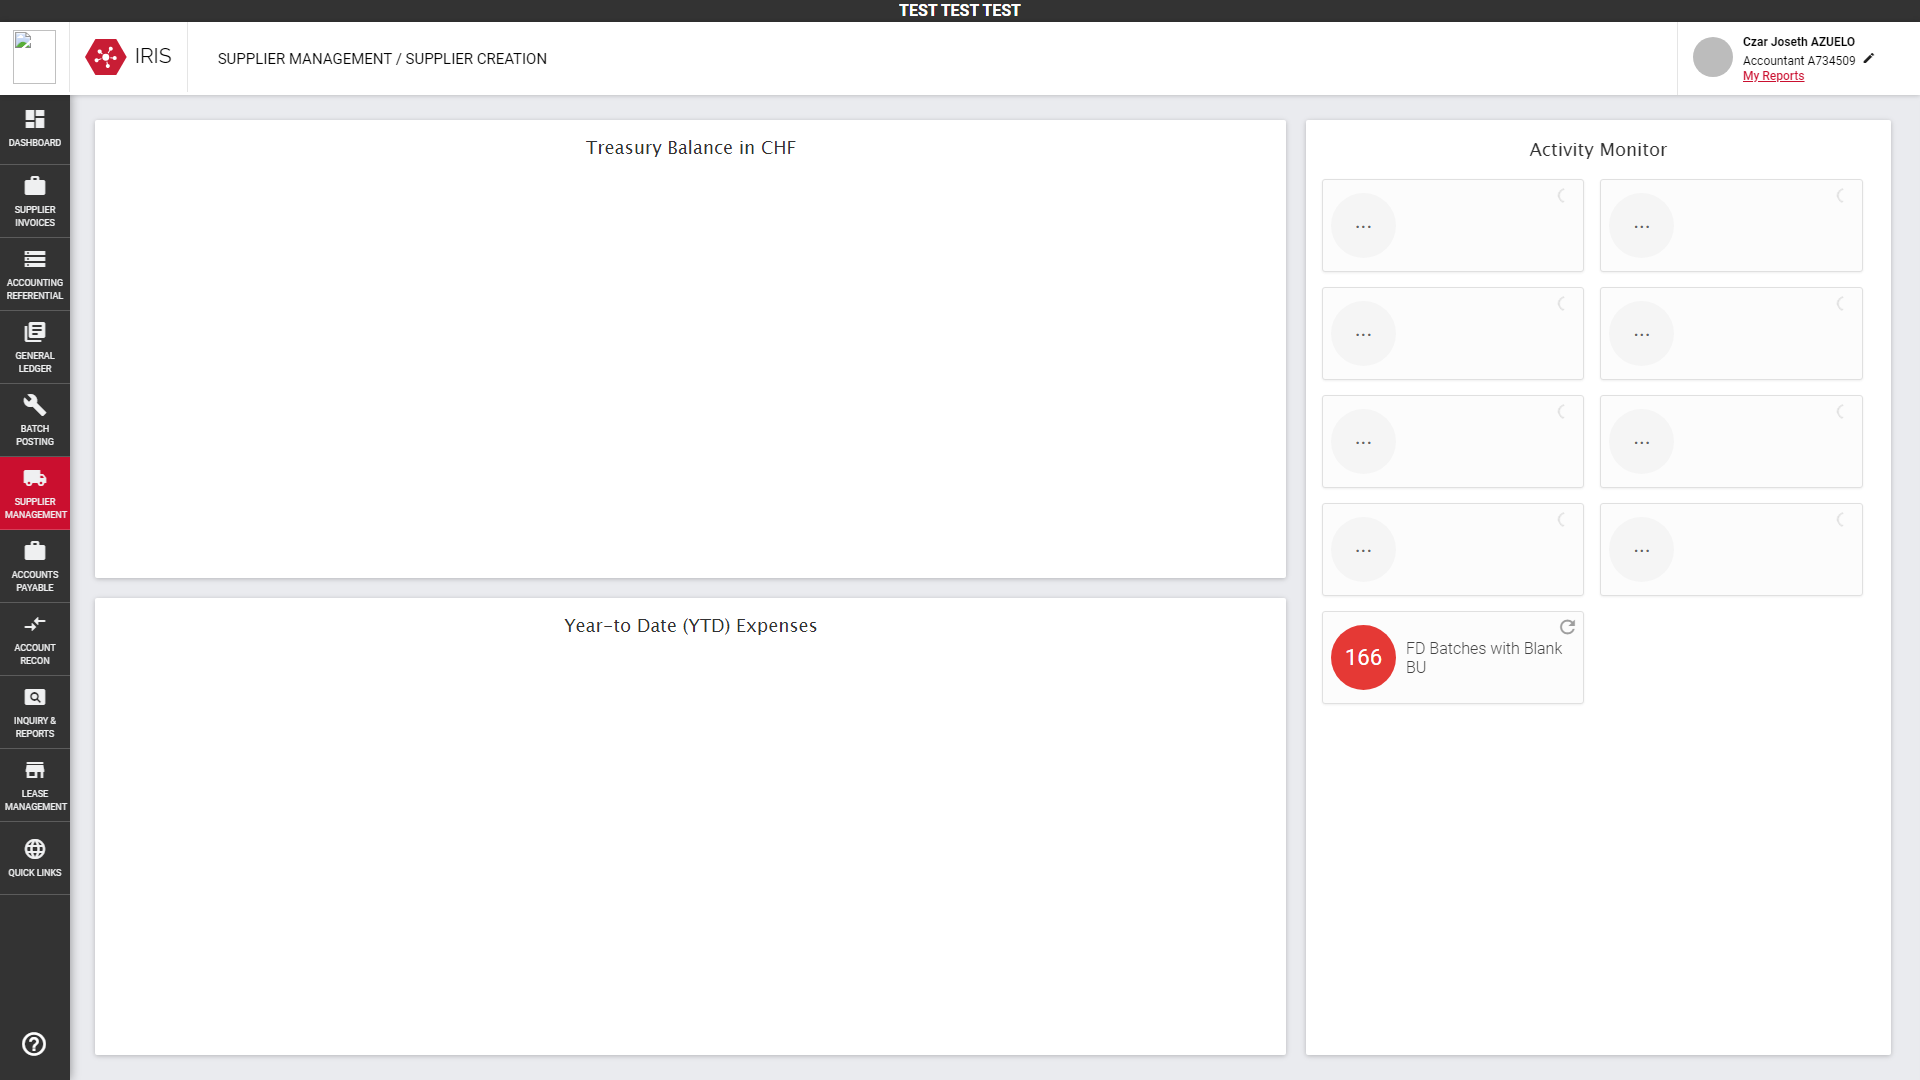 TEST TEST TEST
IRIS
SUPPLIER MANAGEMENT / SUPPLIER CREATION
Czar Joseth AZUELO
Accountant A734509
My Reports
DASHBOARD
SUPPLIER
INVOICES
ACCOUNTING
REFERENTIAL
GENERAL
LEDGER
BATCH
POSTING
SUPPLIER
MANAGEMENT
ACCOUNTS
PAYABLE
ACCOUNT
RECON
INQUIRY &
REPORTS
LEASE
MANAGEMENT
QUICK LINKS
Treasury Balance in CHF
Year-to Date (YTD) Expenses
Activity Monitor
... ...
... ...
... ...
... ...
166
FD Batches with Blank
BU